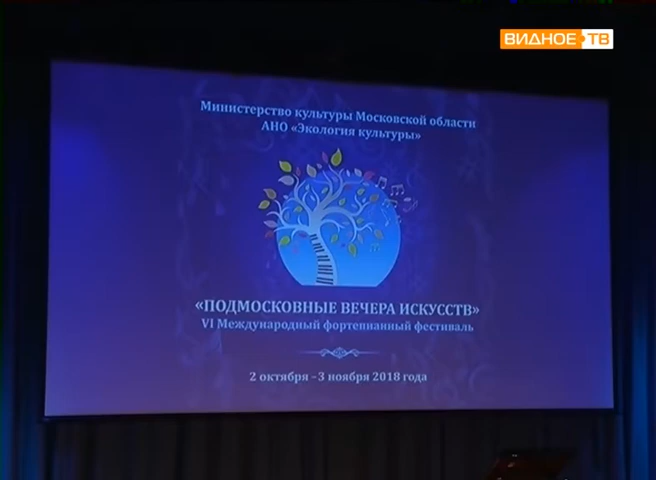 ВИДНОЕ ТВ
Министерство культуры Московской области
АНО «Экология культуры»
«ПОДМОСКОВНЫЕ ВЕЧЕРА ИСКУССТВ»
VI Международный фортепианный фестиваль
2 октября –3 ноября 2018 года